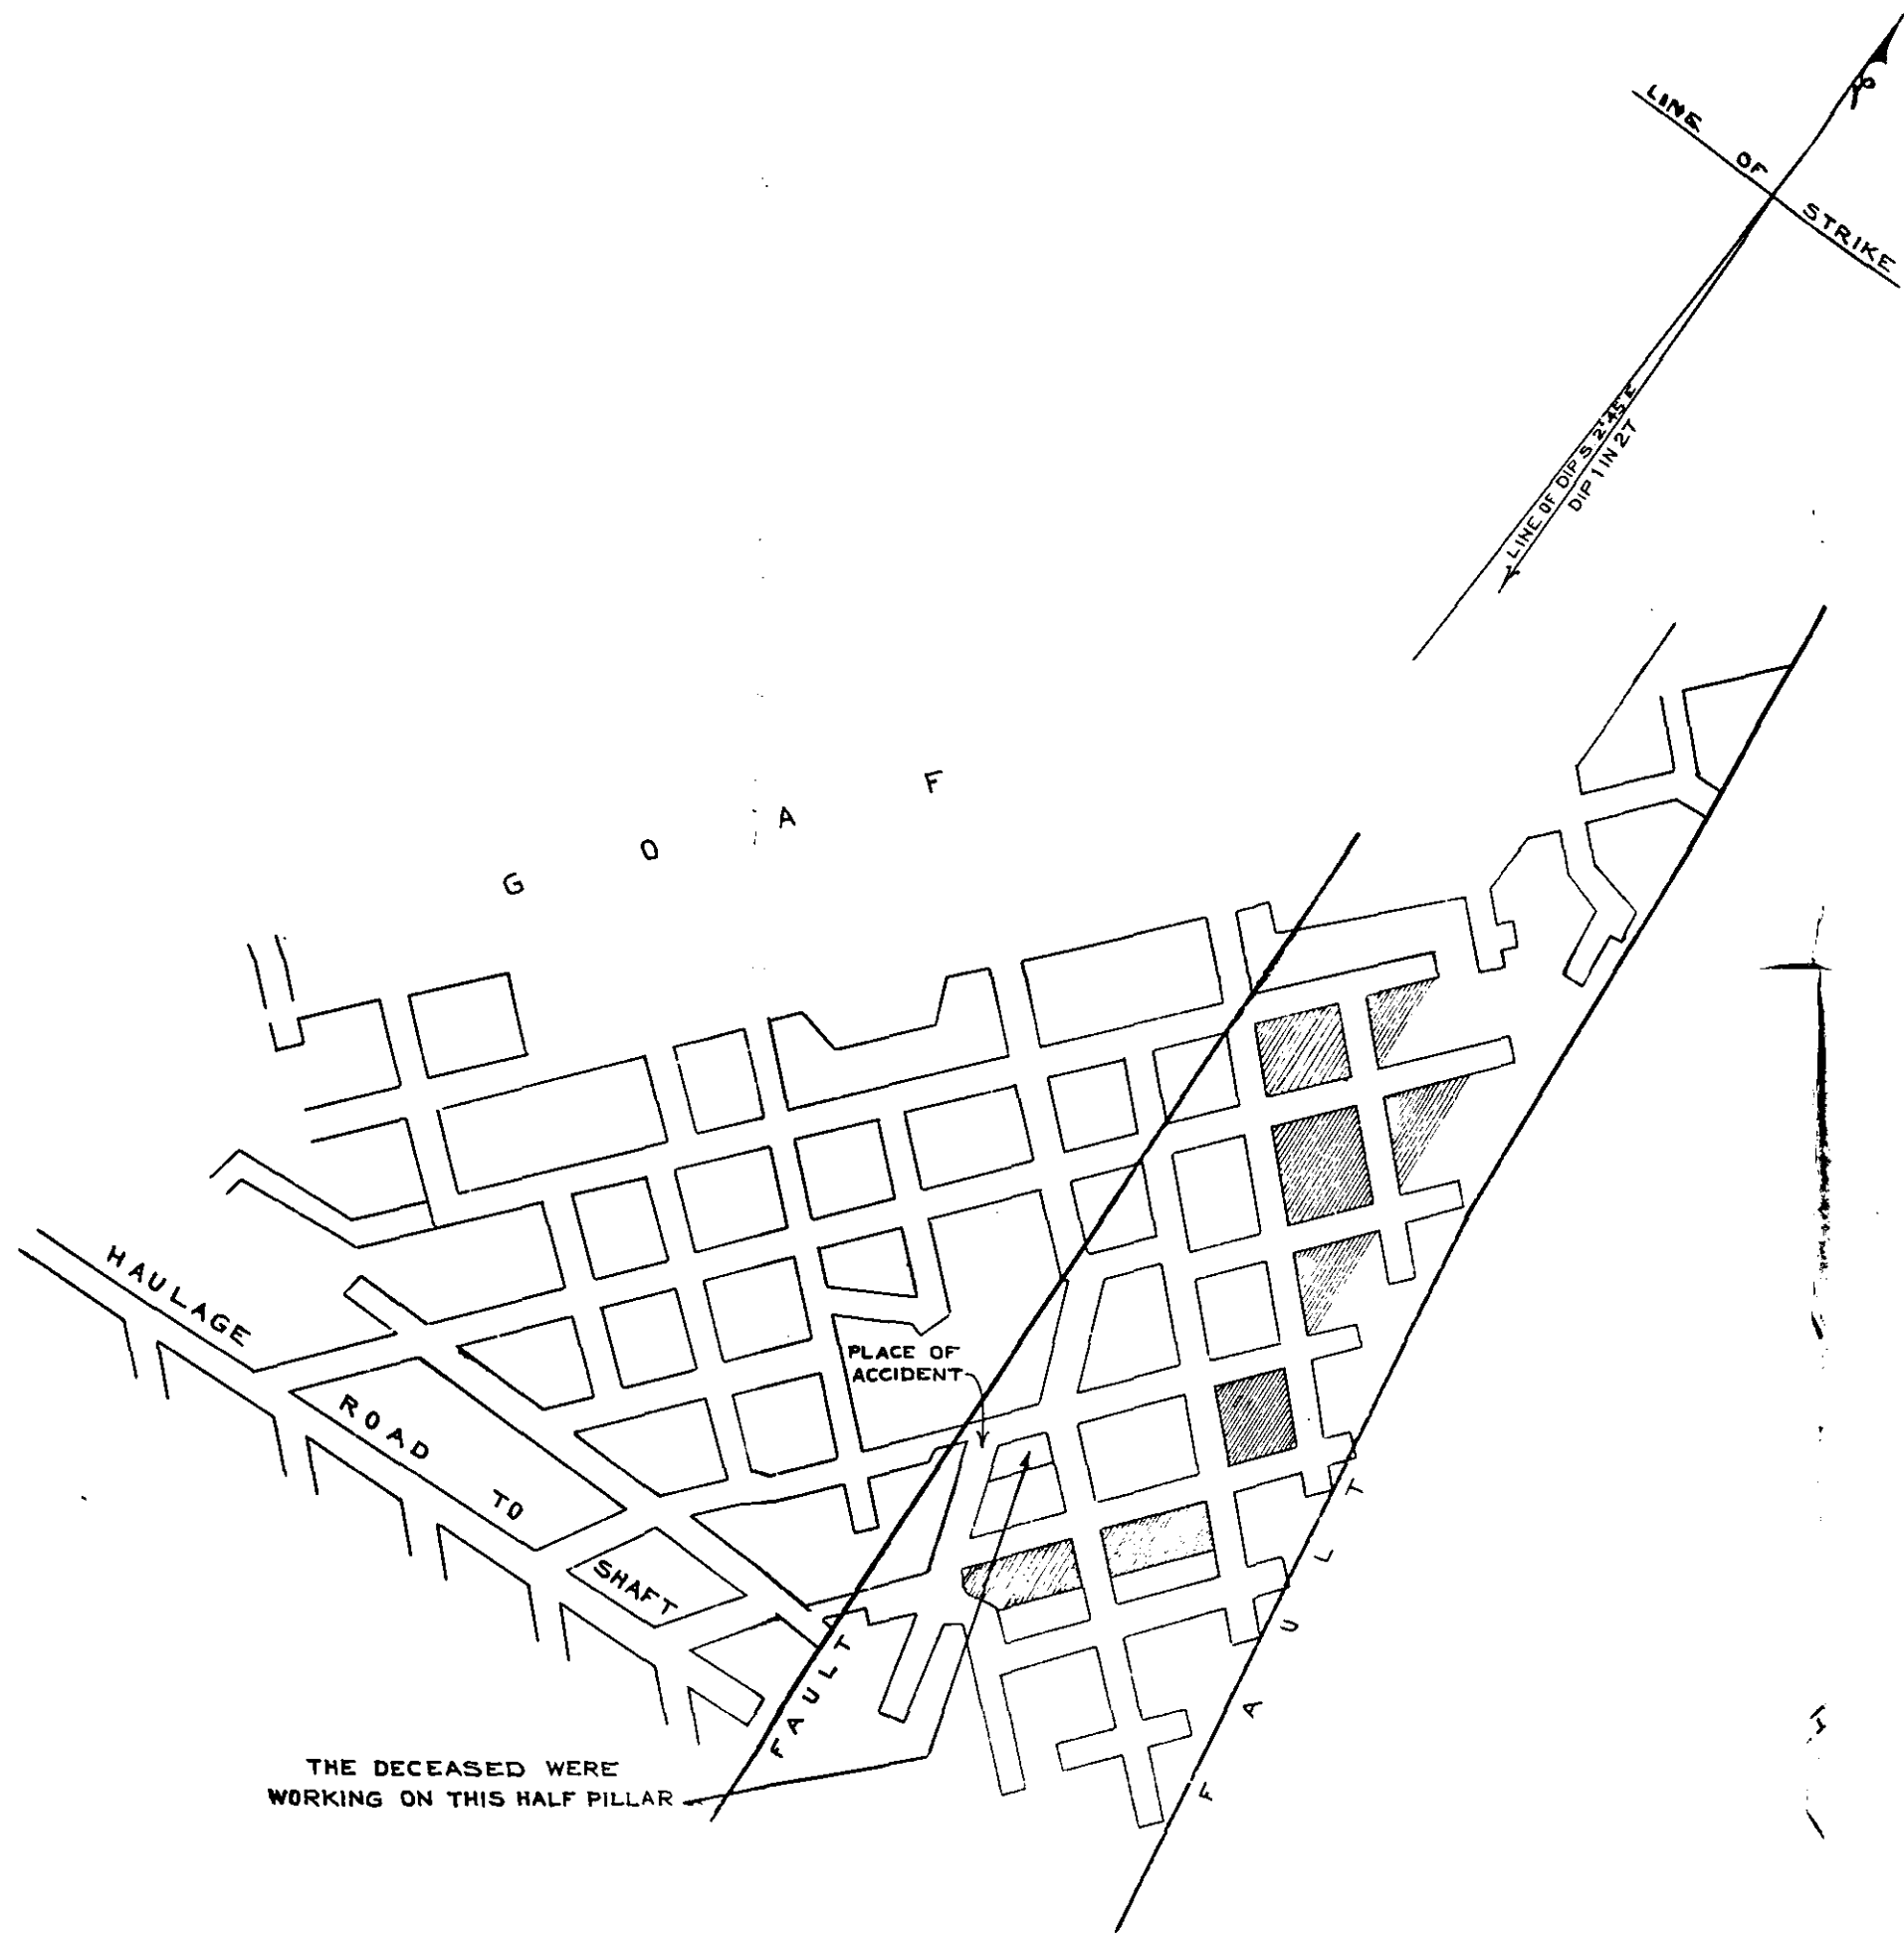 LINE OF STRIKE
LINE OF DIP S 2°45'E
DIP 1 IN 27
GOAF
HAULAGE ROAD TO SHAFT
PLACE OF
ACCIDENT
FAULT
FAULT
THE DECEASED WERE
WORKING ON THIS HALF PILLAR